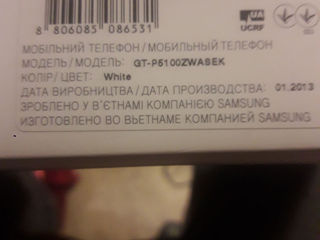 8 806085 086531
UA
UCRF
МОБІЛЬНИЙ ТЕЛЕФОН / МОБИЛЬНЫЙ ТЕЛЕФОН
МОДЕЛЬ / МОДЕЛЬ: GT-P5100ZWASEK
КОЛІР/ ЦВЕТ: White
ДАТА ВИРОБНИЦТВА / ДАТА ПРОИЗВОДСТВА: 01.2013
ЗРОБЛЕНО У В'ЄТНАМІ КОМПАНІЄЮ SAMSUNG
ИЗГОТОВЛЕНО ВО ВЬЕТНАМЕ КОМПАНИЕЙ SAMSUNG